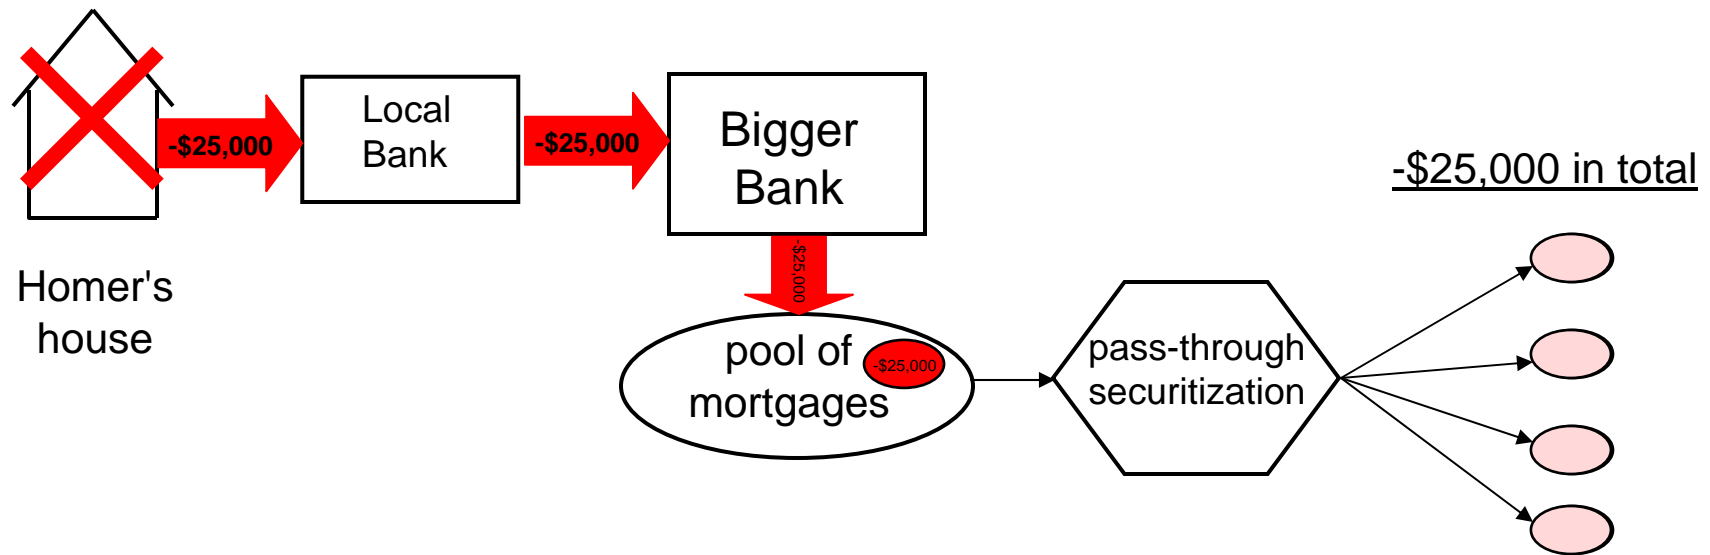 Homer's
house
-$25,000
Local
Bank
-$25,000
Bigger
Bank
-$25,000
pool of
mortgages
-$25,000
pass-through
securitization
-$25,000 in total